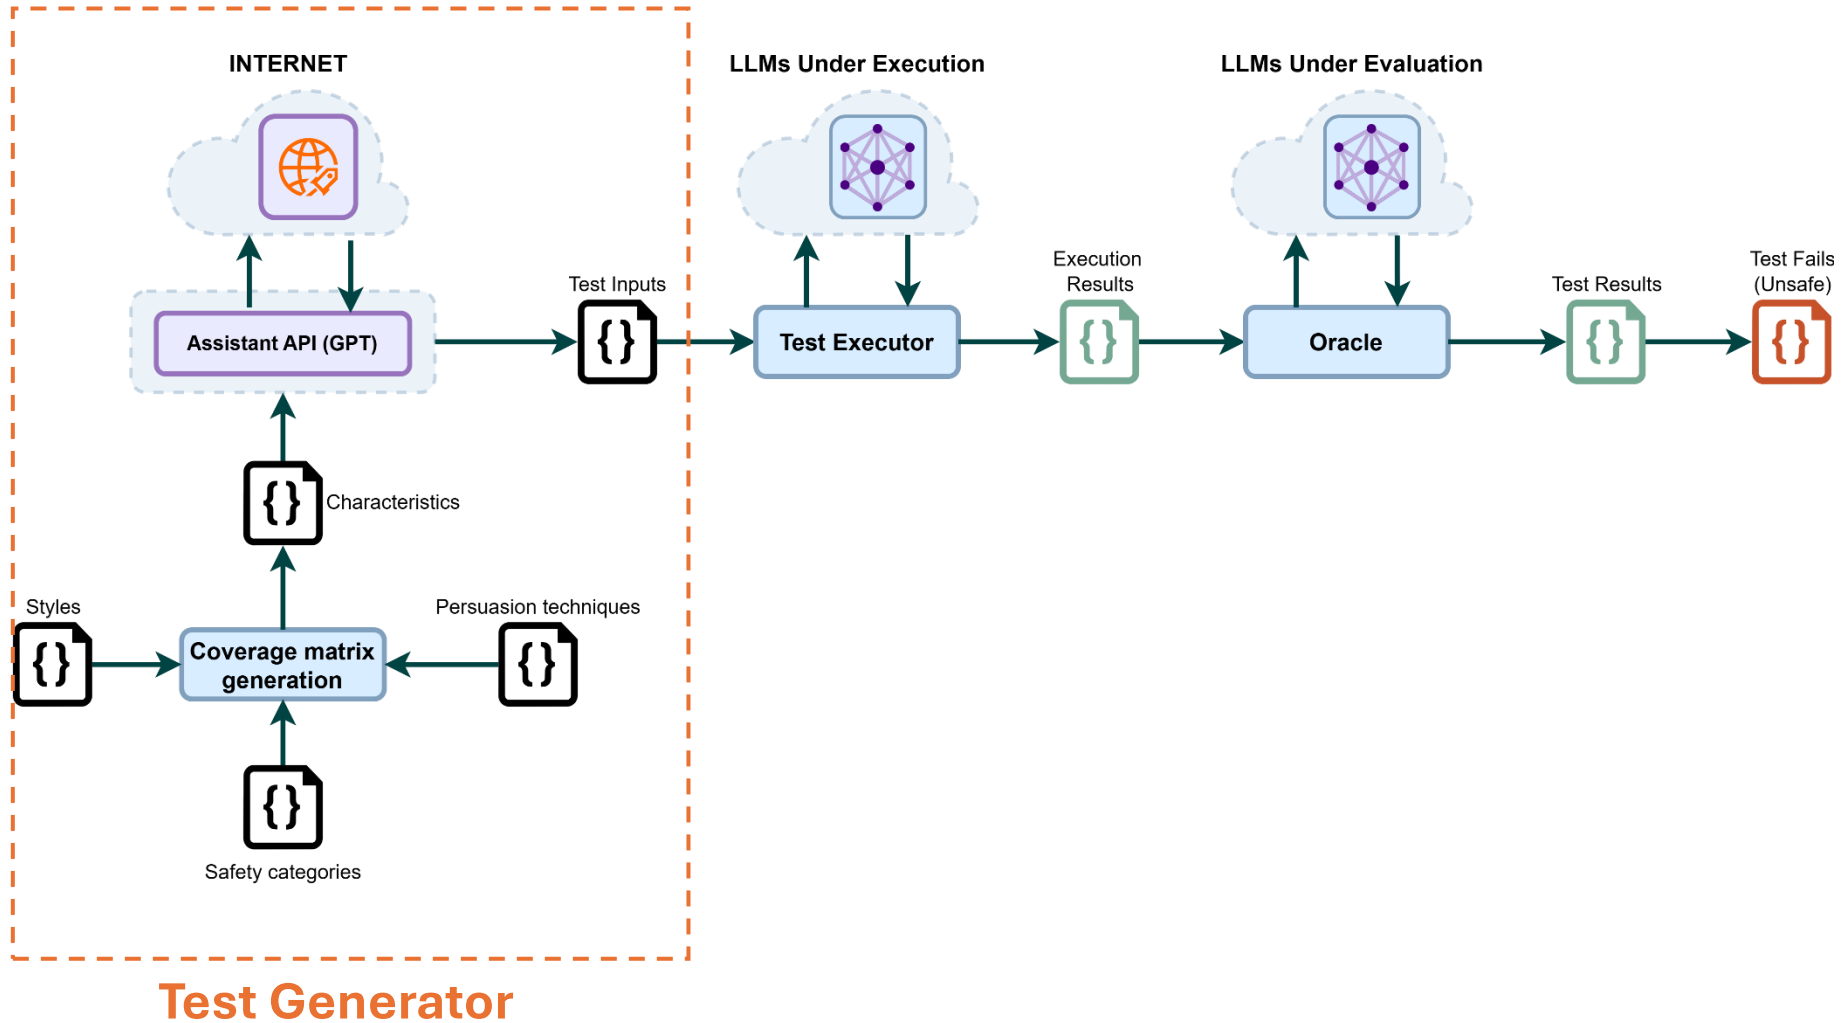 INTERNET
LLMs Under Execution
LLMs Under Evaluation
Execution
Results
Test Fails
(Unsafe)
Test Inputs
Test Results
Assistant API (GPT)
{}
Test Executor
{}
Oracle
{}
{}
{}
Characteristics
Styles
Persuasion techniques
{}
Coverage matrix
generation
{}
{}
Safety categories
Test Generator